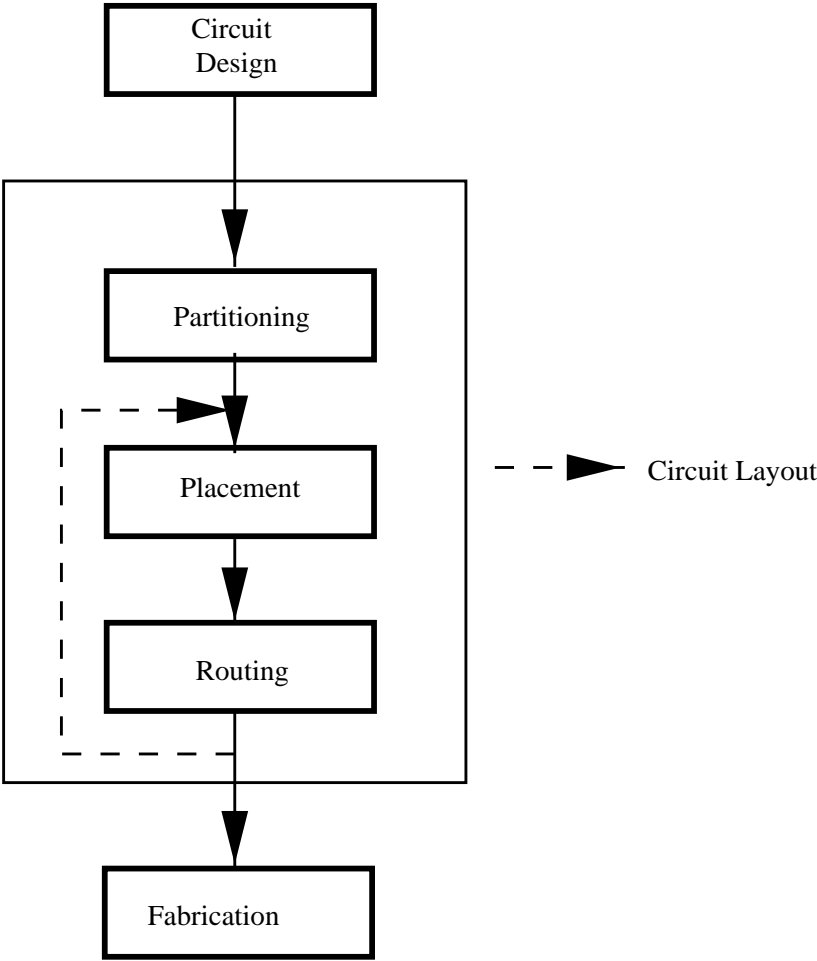 Circuit
Design
Partitioning
Placement
Circuit Layout
Routing
Fabrication